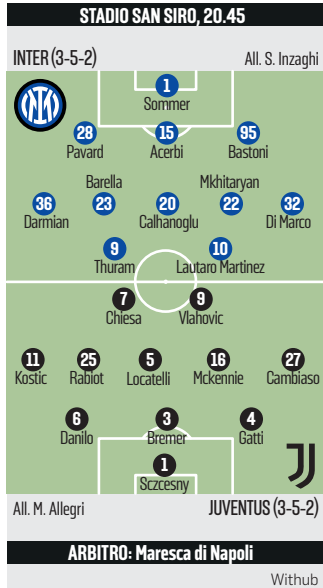 STADIO SAN SIRO, 20.45
INTER (3-5-2) All. S. Inzaghi
1
Sommer
28 15 95
Pavard Acerbi Bastoni
Barella Mkhitaryan
36 23 20 22 32
Darmian Calhanoglu Di Marco
9 10
Thuram Lautaro Martinez
7 9
Chiesa Vlahovic
11 25 5 16 27
Kostic Rabiot Locatelli Mckennie Cambiaso
6 3 4
Danilo Bremer Gatti
1
Sczcesny
All. M. Allegri JUVENTUS (3-5-2)
ARBITRO: Maresca di Napoli
Withub